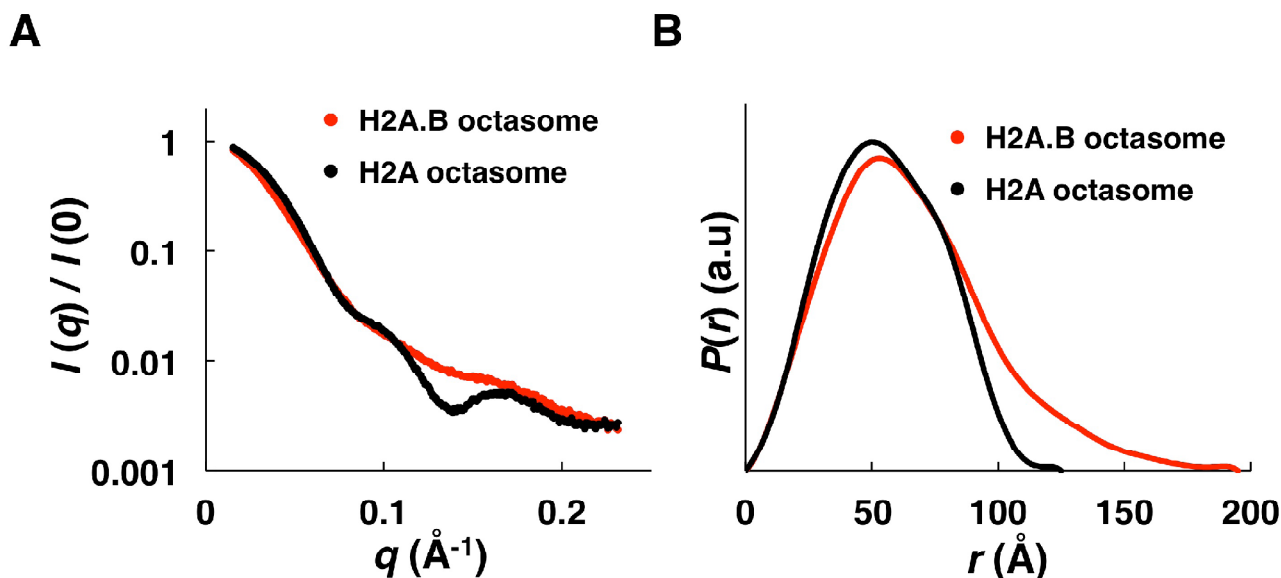 A
H2A.B octasome
H2A octasome
I (q) / I (0)
1
0.1
0.01
0.001
0
0.1
0.2
q (Å-1)
B
H2A.B octasome
H2A octasome
P(r) (a.u)
0
50
100
150
200
r (Å)